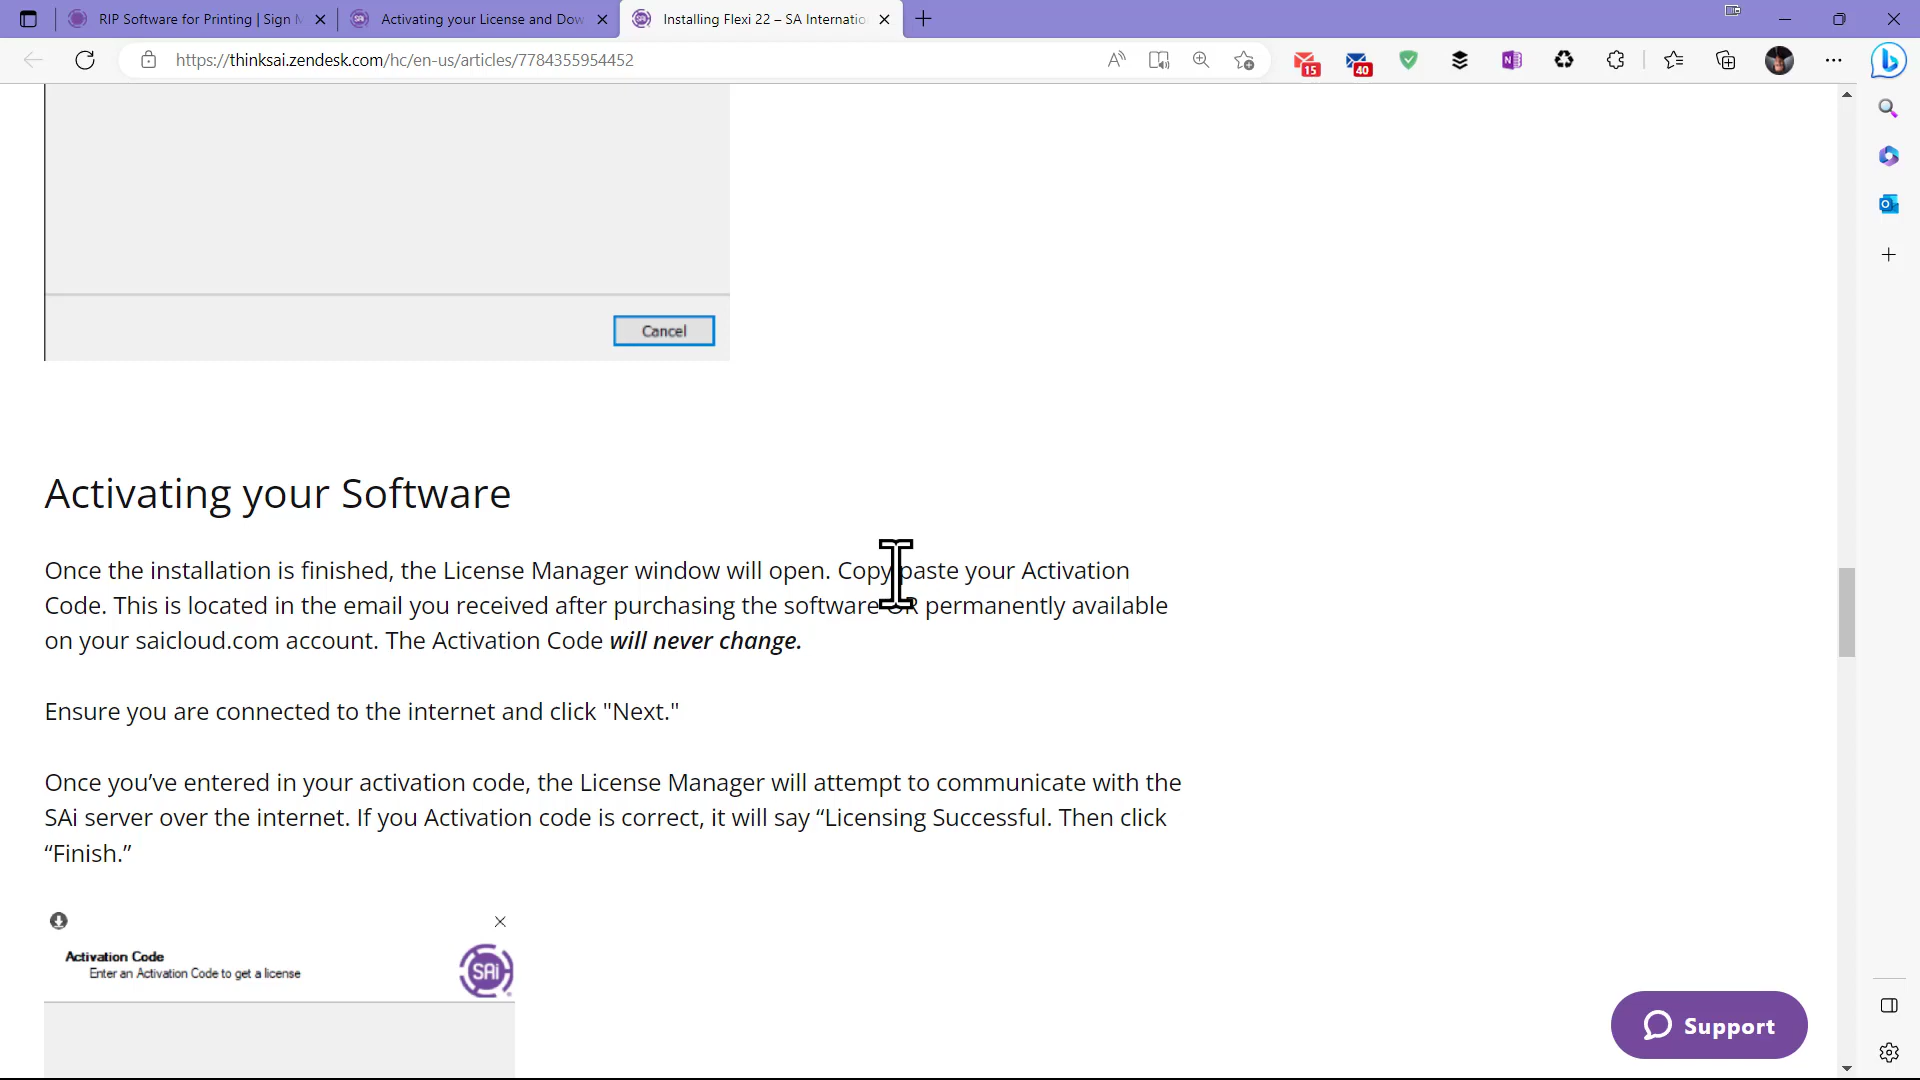 RIP Software for Printing | Sign M
Activating your License and Dow
Installing Flexi 22 – SA Internatio
https://thinksai.zendesk.com/hc/en-us/articles/7784355954452
15
40
Cancel
Activating your Software
Once the installation is finished, the License Manager window will open. Copy paste your Activation
Code. This is located in the email you received after purchasing the software OR permanently available
on your saicloud.com account. The Activation Code will never change.
Ensure you are connected to the internet and click "Next."
Once you’ve entered in your activation code, the License Manager will attempt to communicate with the
SAi server over the internet. If you Activation code is correct, it will say “Licensing Successful. Then click
“Finish.”
Activation Code
Enter an Activation Code to get a license
SAi
Support